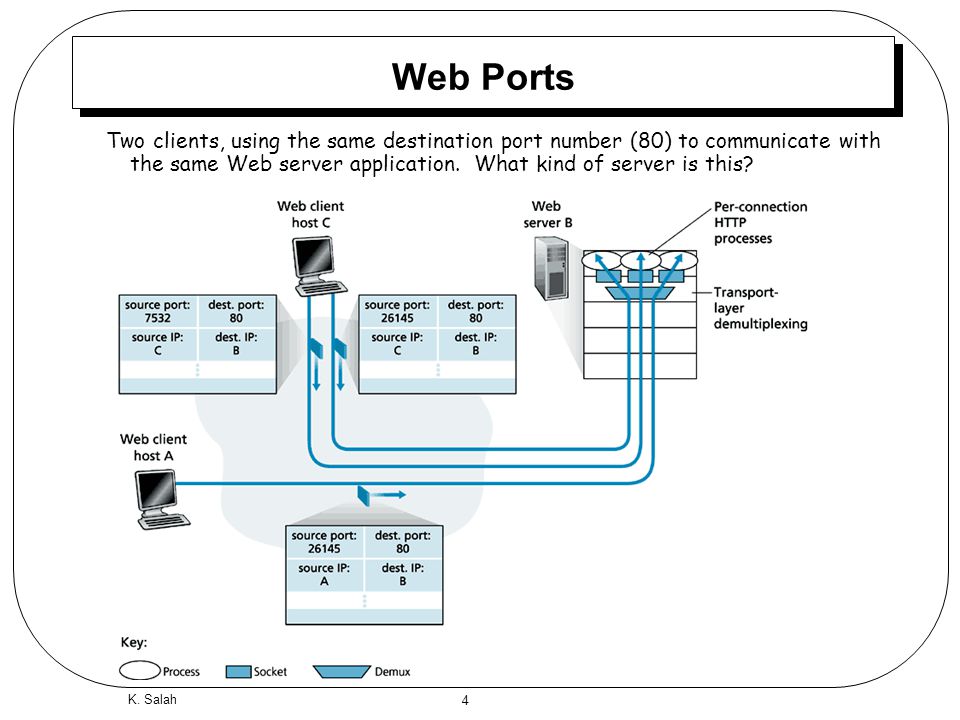 Web Ports
Two clients, using the same destination port number (80) to communicate with
the same Web server application. What kind of server is this?
Web client
host C
Web
server B
Per-connection
HTTP
processes
Transport-
layer
demultiplexing
source port:
7532
dest. port:
80
source IP:
C
dest. IP:
B
source port:
26145
dest. port:
80
source IP:
C
dest. IP:
B
Web client
host A
source port:
26145
dest. port:
80
source IP:
A
dest. IP:
B
Key:
Process
Socket
Demux
K. Salah
4